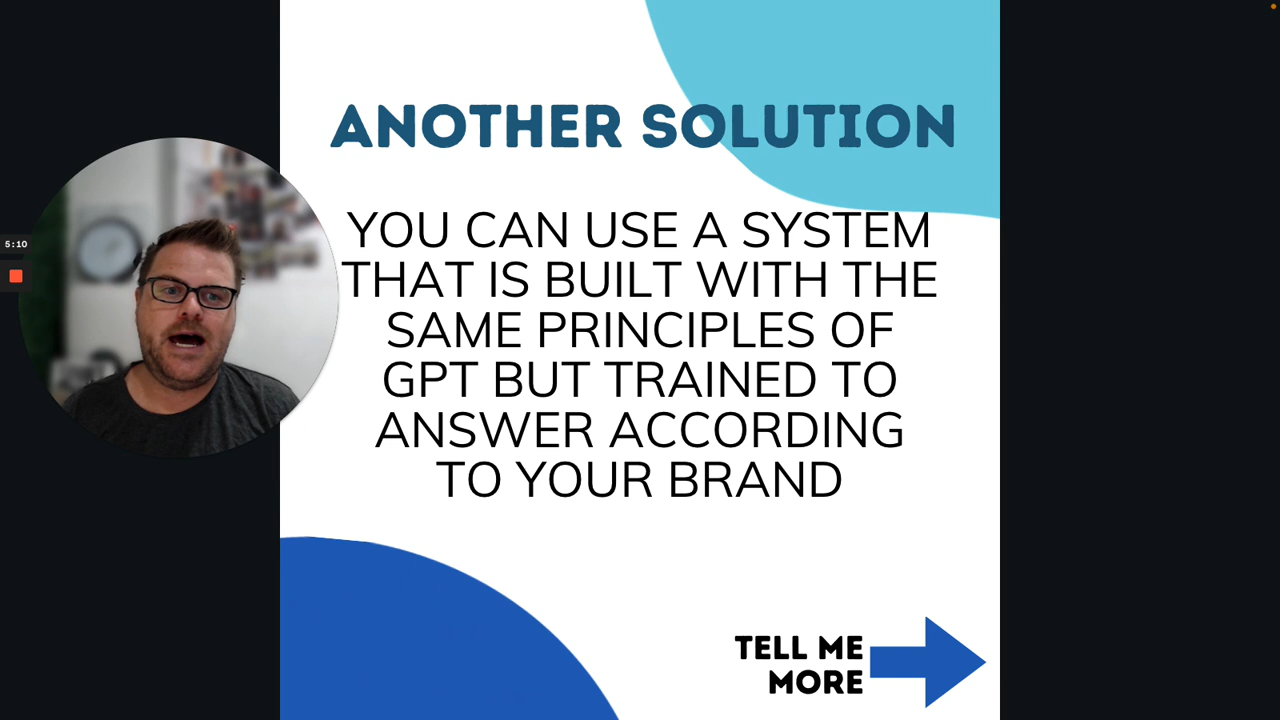 5:10
ANOTHER SOLUTION
YOU CAN USE A SYSTEM
THAT IS BUILT WITH THE
SAME PRINCIPLES OF
GPT BUT TRAINED TO
ANSWER ACCORDING
TO YOUR BRAND
TELL ME
MORE